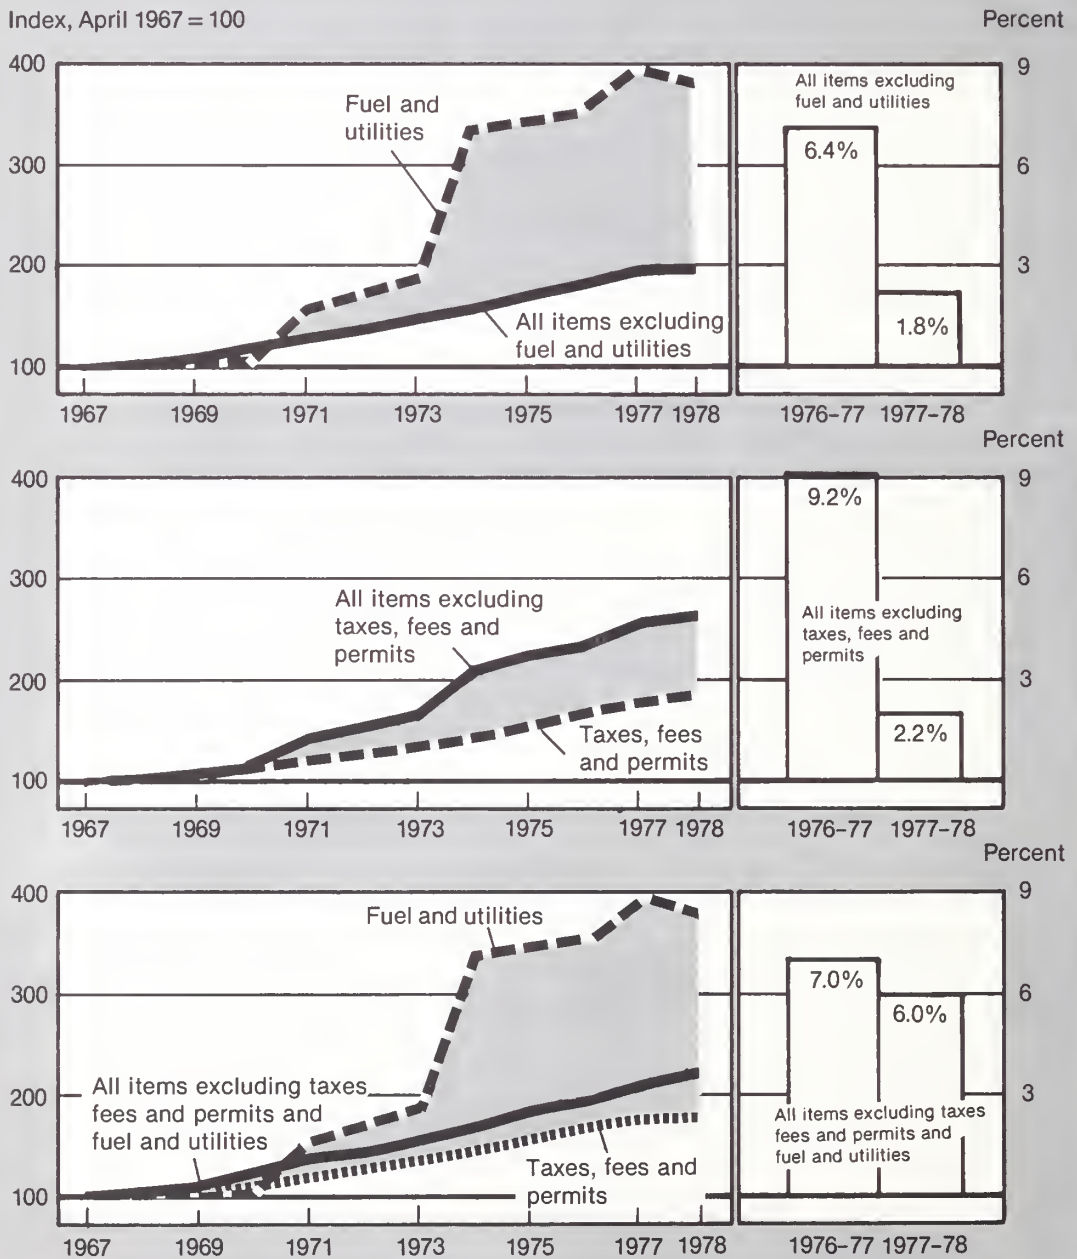 Index, April 1967 = 100
Percent
400
300
200
100
Fuel and
utilities
All items excluding
fuel and utilities
1967 1969 1971 1973 1975 1977 1978
All items excluding
fuel and utilities
6.4%
1.8%
9
6
3
1976–77 1977–78
Percent
400
300
200
100
All items excluding
taxes, fees and
permits
Taxes, fees
and permits
1967 1969 1971 1973 1975 1977 1978
9.2%
All items excluding
taxes, fees and
permits
2.2%
9
6
3
1976–77 1977–78
Percent
400
300
200
100
Fuel and utilities
All items excluding taxes
fees and permits and
fuel and utilities
Taxes, fees and
permits
1967 1969 1971 1973 1975 1977 1978
7.0%
6.0%
All items excluding taxes
fees and permits and
fuel and utilities
9
6
3
1976–77 1977–78